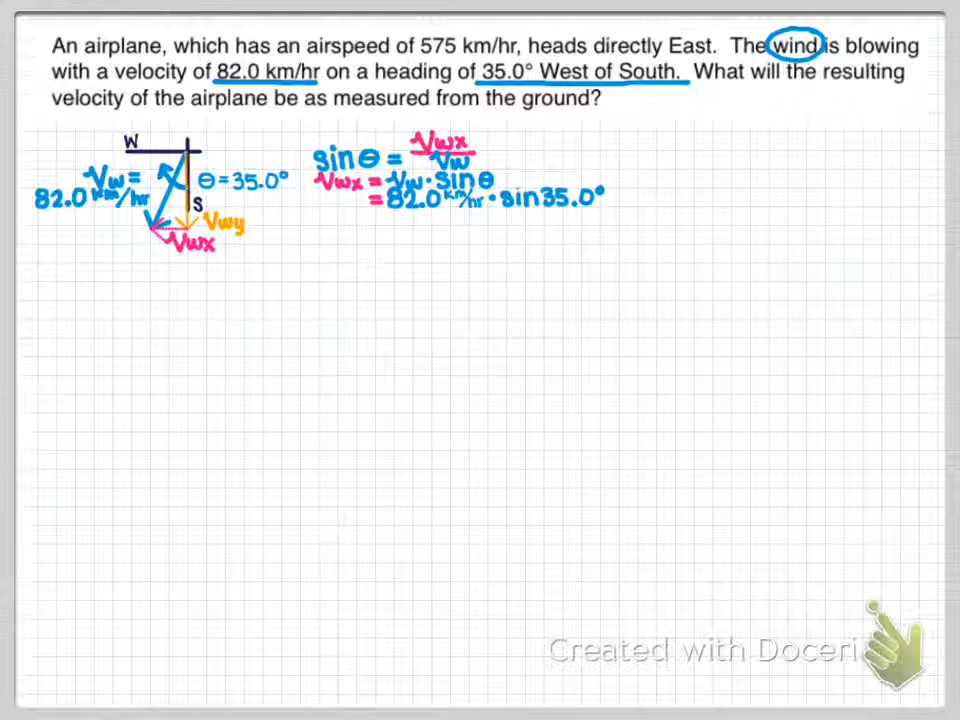 An airplane, which has an airspeed of 575 km/hr, heads directly East. The wind is blowing
with a velocity of 82.0 km/hr on a heading of 35.0° West of South. What will the resulting
velocity of the airplane be as measured from the ground?
W
Vw =
82.0 km/hr
θ = 35.0°
S
Vwy
Vwx
sin θ = Vwx / Vw
Vwx = Vw · sin θ
= 82.0 km/hr · sin 35.0°
Created with Doceri